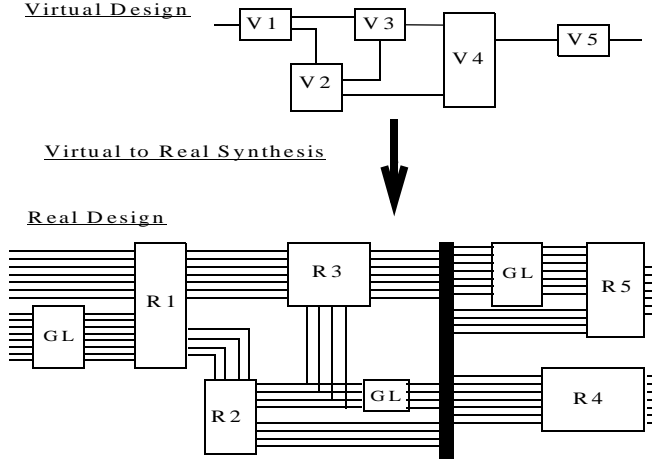 Virtual Design
V1
V3
V2
V4
V5
Virtual to Real Synthesis
Real Design
R1
R3
GL
R5
GL
R2
GL
R4